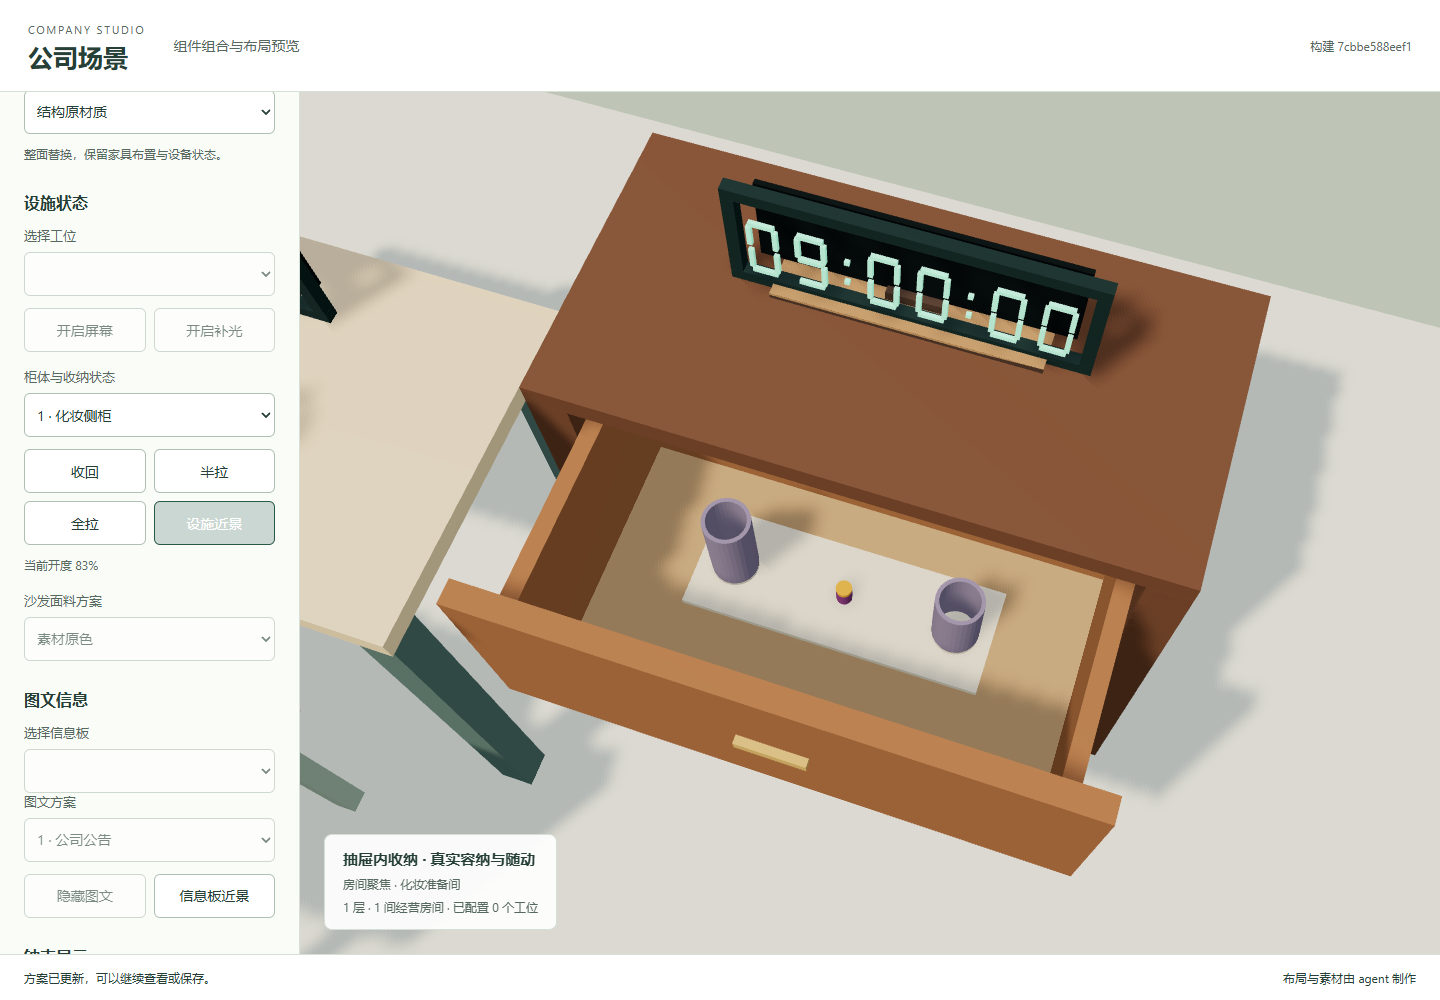 COMPANY STUDIO
公司场景
组件组合与布局预览
构建 7cbbe588eef1
结构原材质
整面替换，保留家具布置与设备状态。
设施状态
选择工位
开启屏幕
开启补光
柜体与收纳状态
1 · 化妆侧柜
收回
半拉
全拉
设施近景
当前开度 83%
沙发面料方案
素材原色
图文信息
选择信息板
图文方案
1 · 公司公告
隐藏图文
信息板近景
09:00:00
抽屉内收纳 · 真实容纳与随动
房间聚焦 · 化妆准备间
1 层 · 1 间经营房间 · 已配置 0 个工位
方案已更新，可以继续查看或保存。
布局与素材由 agent 制作